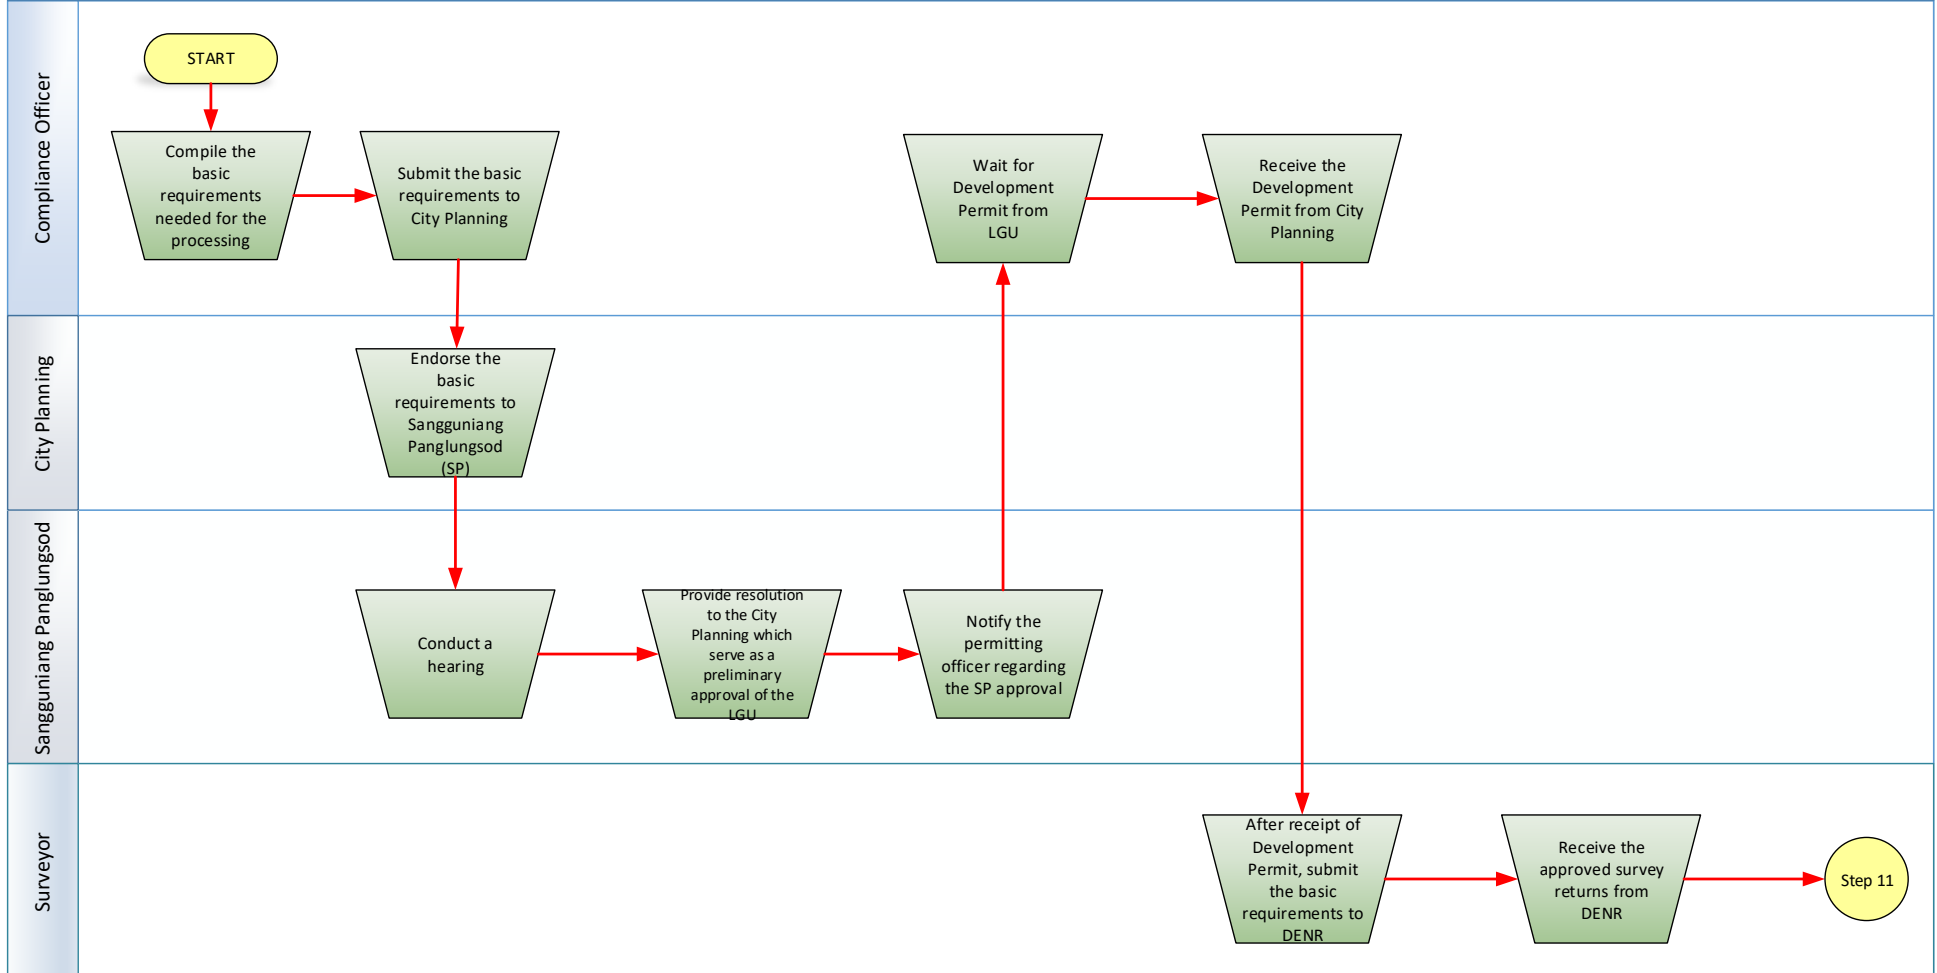 Compliance Officer
START
Compile the
basic
requirements
needed for the
processing
Submit the basic
requirements to
City Planning
Wait for
Development
Permit from
LGU
Receive the
Development
Permit from City
Planning
City Planning
Endorse the
basic
requirements to
Sangguniang
Panglungsod
(SP)
Sangguniang Panglungsod
Conduct a
hearing
Provide resolution
to the City
Planning which
serve as a
preliminary
approval of the
LGU
Notify the
permitting
officer regarding
the SP approval
Surveyor
After receipt of
Development
Permit, submit
the basic
requirements to
DENR
Receive the
approved survey
returns from
DENR
Step 11